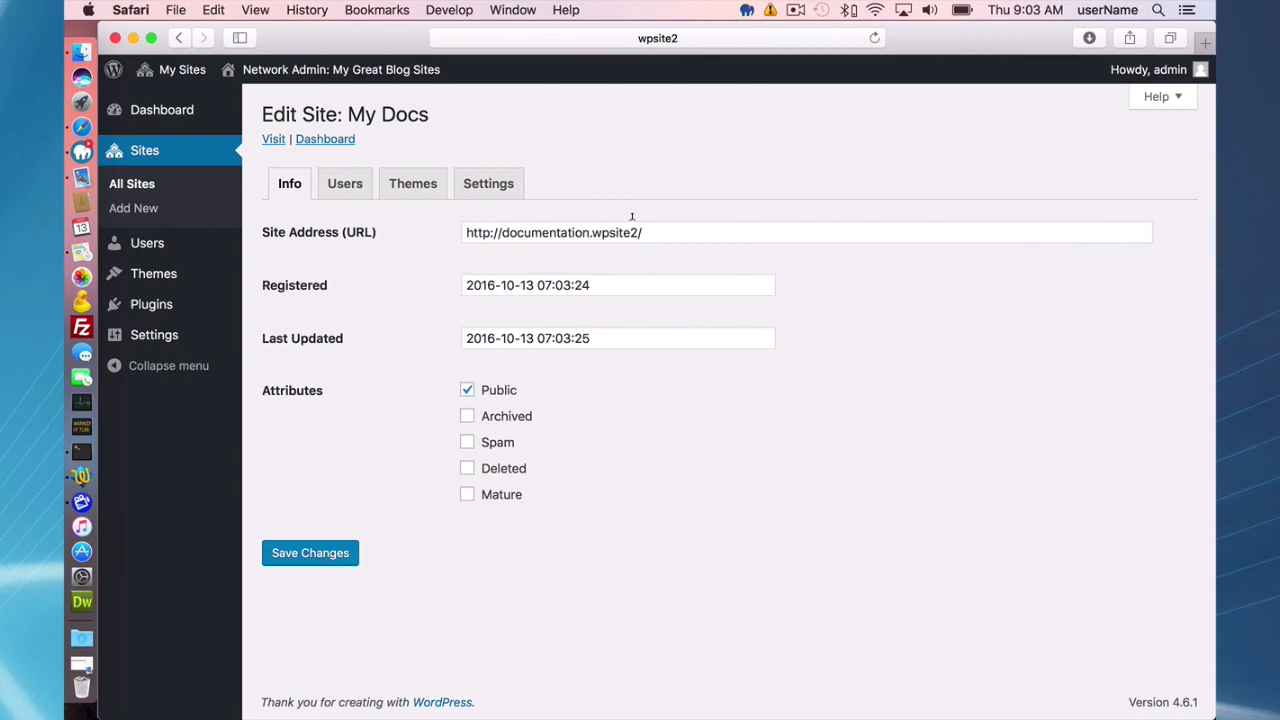 Safari File Edit View History Bookmarks Develop Window Help Thu 9:03 AM userName
wpsite2
My Sites Network Admin: My Great Blog Sites Howdy, admin
Help
Dashboard
Sites
All Sites
Add New
Users
Themes
Plugins
Settings
Collapse menu
Edit Site: My Docs
Visit | Dashboard
Info Users Themes Settings
Site Address (URL) http://documentation.wpsite2/
Registered 2016-10-13 07:03:24
Last Updated 2016-10-13 07:03:25
Attributes
Public
Archived
Spam
Deleted
Mature
Save Changes
Thank you for creating with WordPress. Version 4.6.1
13
Fz
Dw